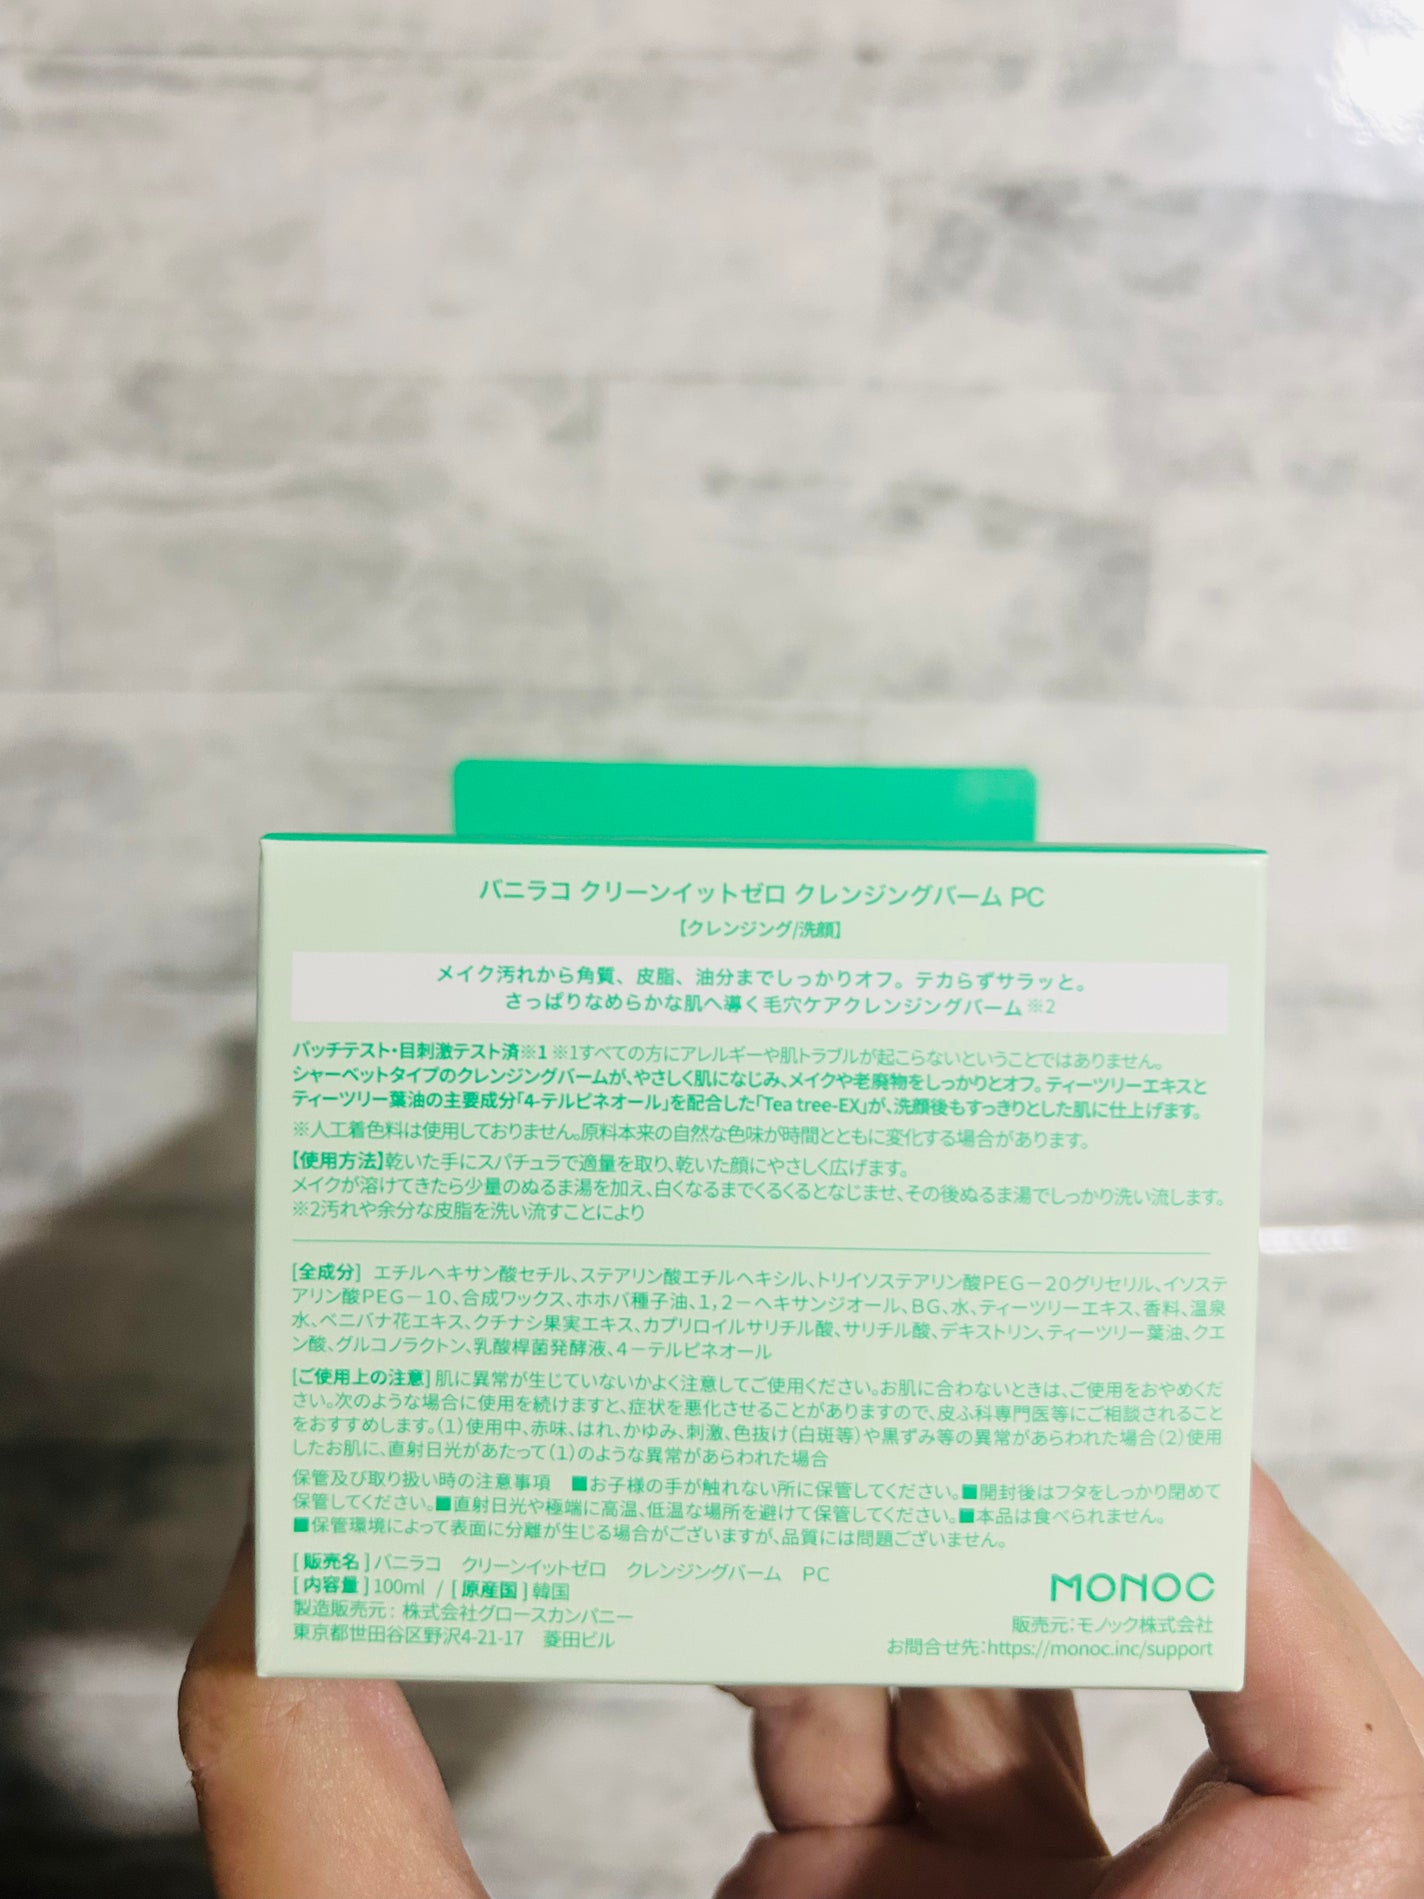 バニラコ クリーンイットゼロ クレンジングバーム PC
【クレンジング/洗顔】
メイク汚れから角質、皮脂、油分までしっかりオフ。テカらずサラッと。
さっぱりなめらかな肌へ導く毛穴ケアクレンジングバーム※2
パッチテスト・目刺激テスト済※1 ※1すべての方にアレルギーや肌トラブルが起こらないということではありません。
シャーベットタイプのクレンジングバームが、やさしく肌になじみ、メイクや老廃物をしっかりとオフ。ティーツリーエキスと
ティーツリー葉油の主要成分「4-テルピネオール」を配合した「Tea tree-EX」が、洗顔後もすっきりとした肌に仕上げます。
※人工着色料は使用しておりません。原料本来の自然な色味が時間とともに変化する場合があります。
【使用方法】乾いた手にスパチュラで適量を取り、乾いた顔にやさしく広げます。
メイクが溶けてきたら少量のぬるま湯を加え、白くなるまでくるくるとなじませ、その後ぬるま湯でしっかり洗い流します。
※2汚れや余分な皮脂を洗い流すことにより
[全成分] エチルヘキサン酸セチル、ステアリン酸エチルヘキシル、トリイソステアリン酸PEG－20グリセリル、イソステ
アリン酸PEG－10、合成ワックス、ホホバ種子油、1，2－ヘキサンジオール、BG、水、ティーツリーエキス、香料、温泉
水、ベニバナ花エキス、クチナシ果実エキス、カプリロイルサリチル酸、サリチル酸、デキストリン、ティーツリー葉油、クエ
ン酸、グルコノラクトン、乳酸桿菌発酵液、4－テルピネオール
[ご使用上の注意] 肌に異常が生じていないかよく注意してご使用ください。お肌に合わないときは、ご使用をおやめくだ
さい。次のような場合に使用を続けますと、症状を悪化させることがありますので、皮ふ科専門医等にご相談されること
をおすすめします。（1）使用中、赤味、はれ、かゆみ、刺激、色抜け（白斑等）や黒ずみ等の異常があらわれた場合（2）使用
したお肌に、直射日光があたって（1）のような異常があらわれた場合
保管及び取り扱い時の注意事項 ■お子様の手が触れない所に保管してください。■開封後はフタをしっかり閉めて
保管してください。■直射日光や極端に高温、低温な場所を避けて保管してください。■本品は食べられません。
■保管環境によって表面に分離が生じる場合がございますが、品質には問題ございません。
[ 販売名 ] バニラコ クリーンイットゼロ クレンジングバーム PC
[ 内容量 ] 100ml / [ 原産国 ] 韓国
製造販売元 : 株式会社グロースカンパニー
東京都世田谷区野沢4-21-17 菱田ビル
MONOC
販売元：モノック株式会社
お問合せ先：https://monoc.inc/support